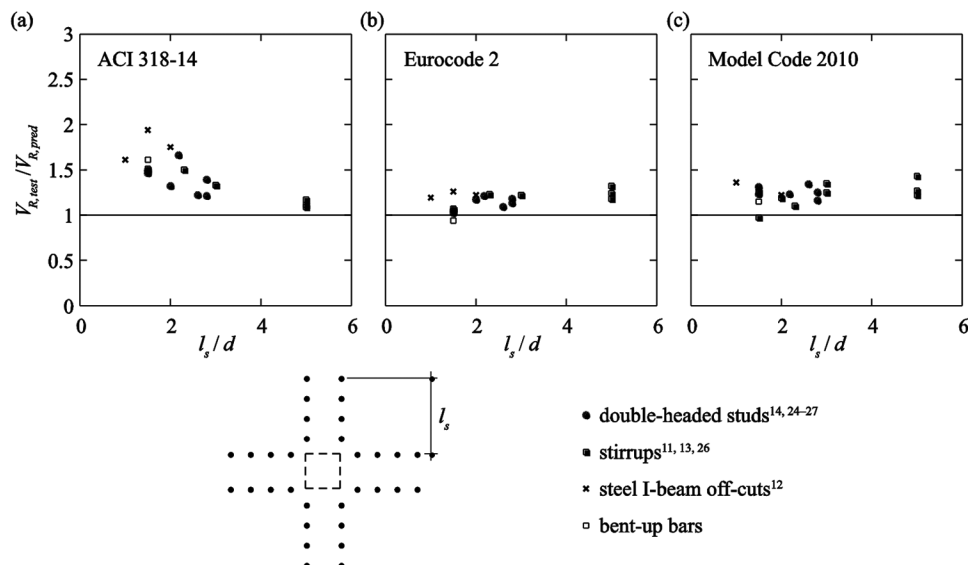 (a)
(b)
(c)
ACI 318-14
Eurocode 2
Model Code 2010
V_R,test/V_R,pred
3
2.5
2
1.5
1
0.5
0
0 2 4 6
0 2 4 6
0 2 4 6
l_s/d
l_s/d
l_s/d
l_s
double-headed studs14, 24–27
stirrups11, 13, 26
steel I-beam off-cuts12
bent-up bars